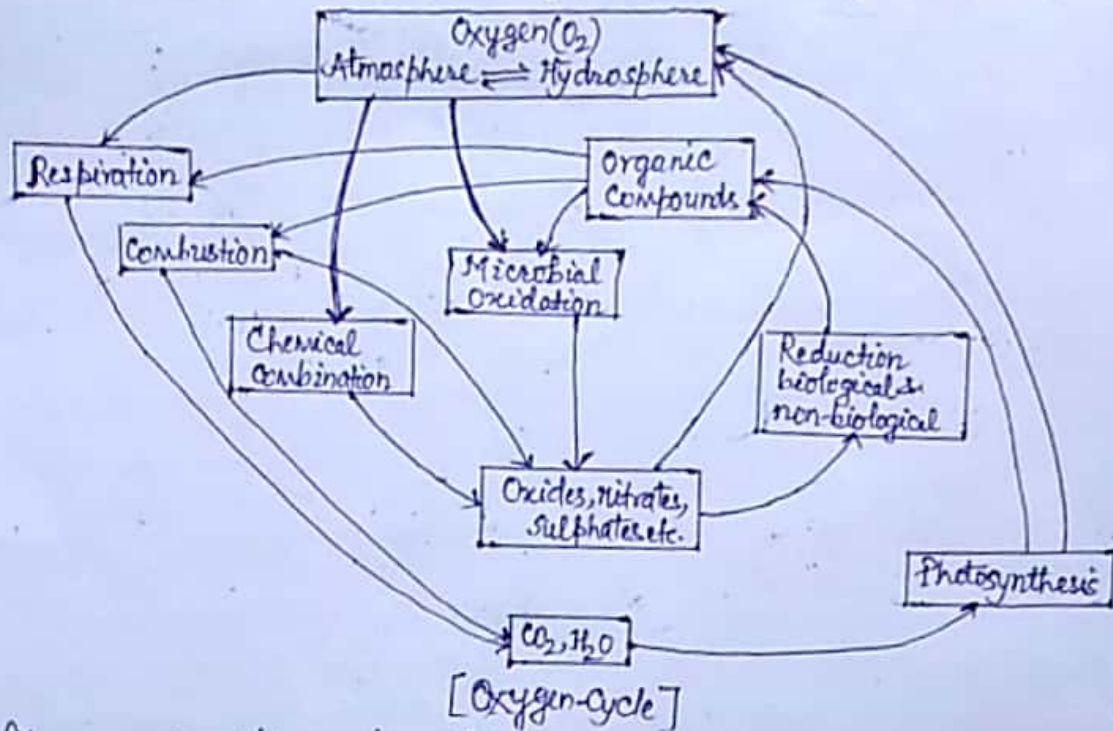 Oxygen (O₂)
Atmosphere ⇌ Hydrosphere
Respiration
Organic
Compounds
Combustion
Microbial
Oxidation
Chemical
Combination
Reduction
biological &
non-biological
Oxides, nitrates,
sulphates etc.
Photosynthesis
CO₂, H₂O
[Oxygen-Cycle]